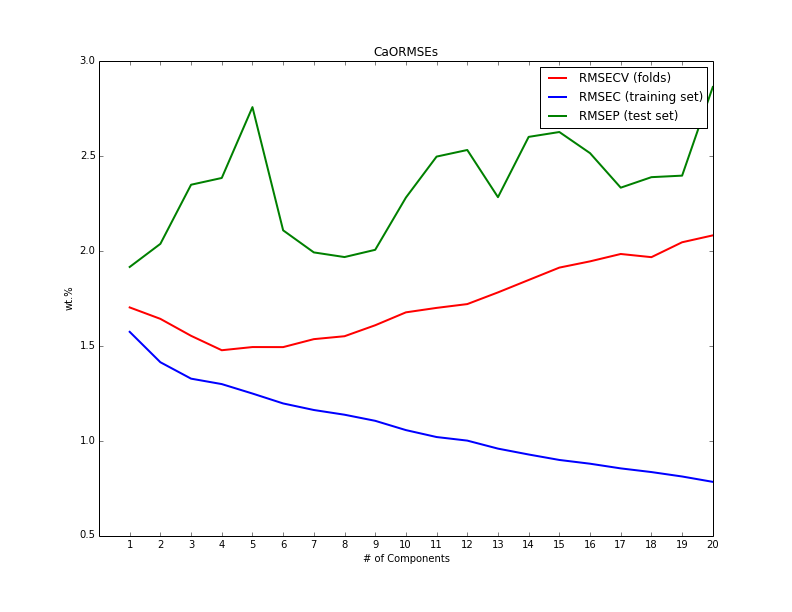 CaORMSEs
RMSECV (folds)
RMSEC (training set)
RMSEP (test set)
3.0
2.5
2.0
1.5
1.0
0.5
wt.%
1 2 3 4 5 6 7 8 9 10 11 12 13 14 15 16 17 18 19 20
# of Components